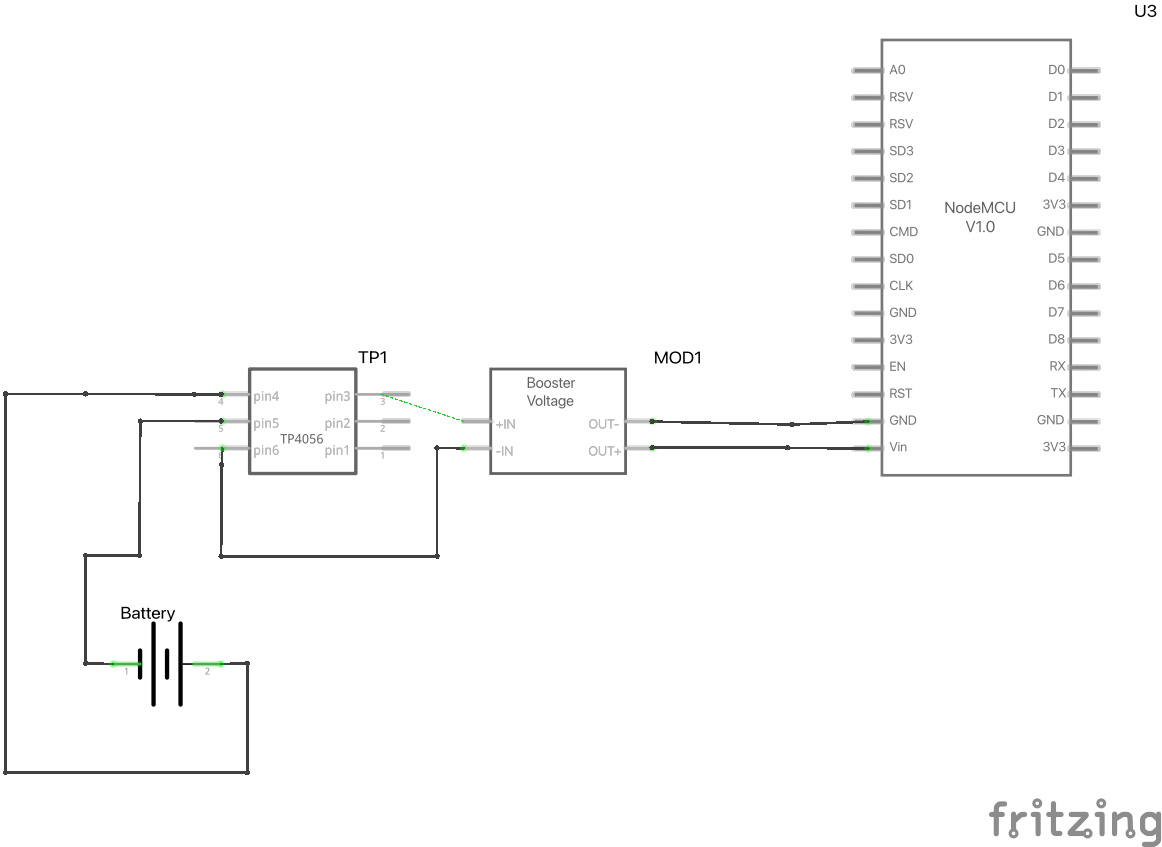 U3
A0
D0
RSV
D1
RSV
D2
SD3
D3
SD2
D4
SD1
3V3
NodeMCU
V1.0
CMD
GND
SD0
D5
CLK
D6
GND
D7
3V3
D8
EN
RX
RST
TX
GND
GND
Vin
3V3
TP1
pin4
pin3
4
3
pin5
pin2
5
2
TP4056
pin6
pin1
1
MOD1
Booster
Voltage
+IN
OUT-
-IN
OUT+
Battery
1
2
fritzing